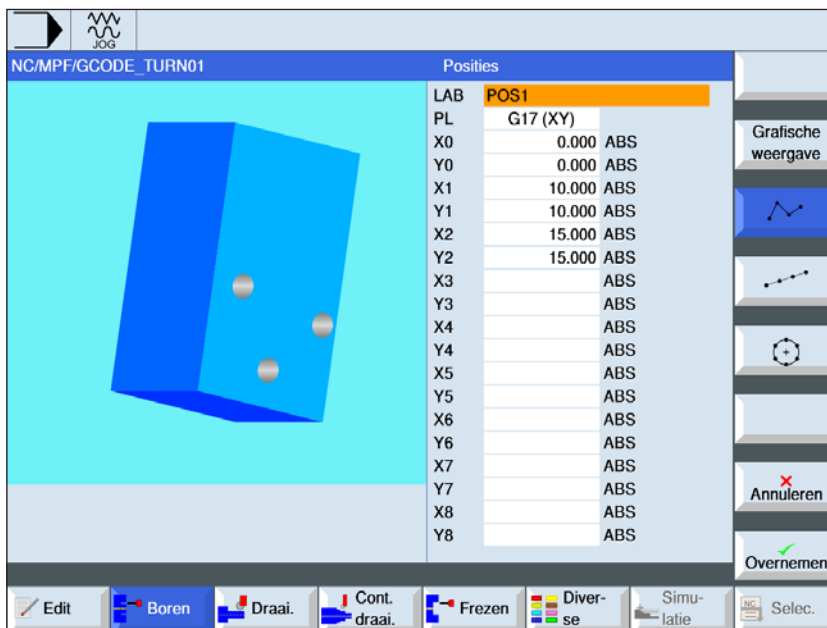 JOG
NC/MPF/GCODE_TURN01
Posities
LAB POS1
PL G17 (XY)
X0 0.000 ABS
Y0 0.000 ABS
X1 10.000 ABS
Y1 10.000 ABS
X2 15.000 ABS
Y2 15.000 ABS
X3 ABS
Y3 ABS
X4 ABS
Y4 ABS
X5 ABS
Y5 ABS
X6 ABS
Y6 ABS
X7 ABS
Y7 ABS
X8 ABS
Y8 ABS
Grafische
weergave
Annuleren
Overnemen
Edit
Boren
Draai.
Cont.
draai.
Frezen
Diver-
se
Simu-
latie
NC
Selec.